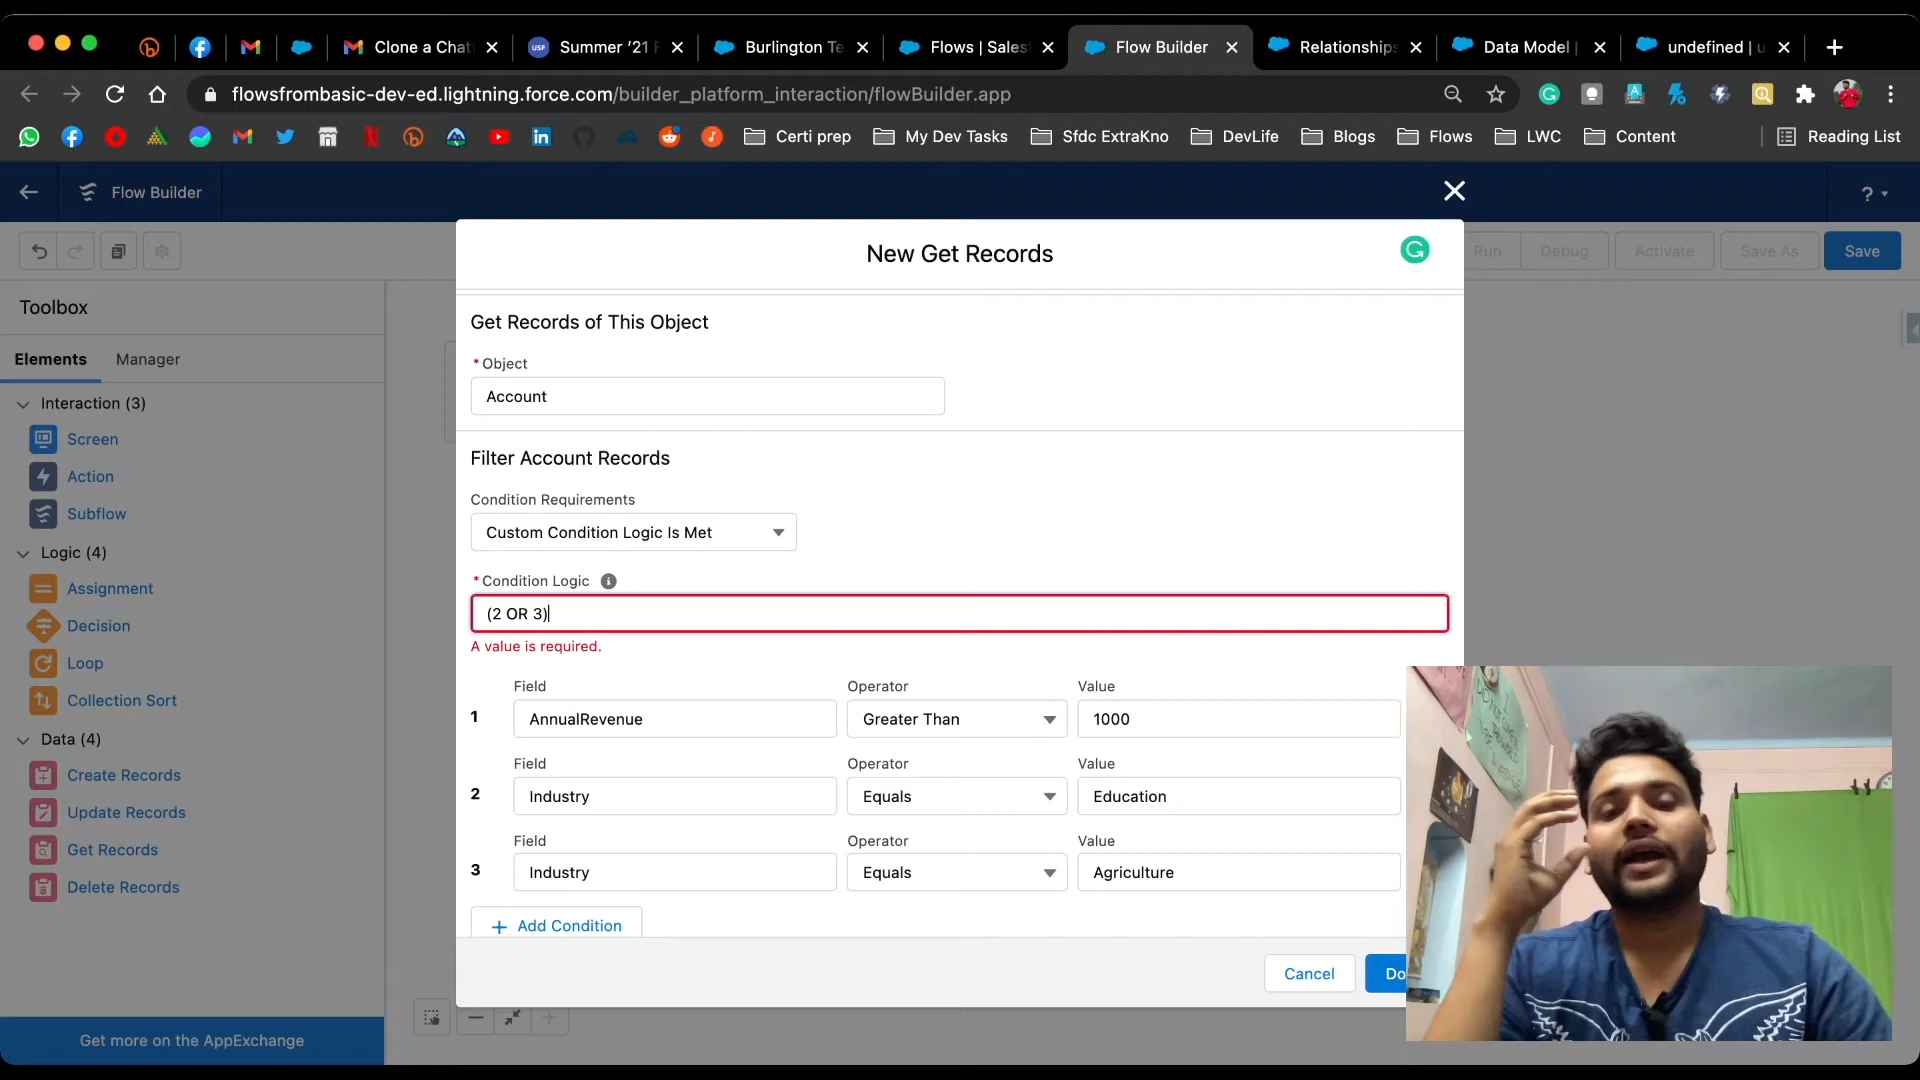 Clone a Chat
Summer '21 F
Burlington Te
Flows | Sales
Flow Builder
Relationships
Data Model |
undefined | u
flowsfrombasic-dev-ed.lightning.force.com/builder_platform_interaction/flowBuilder.app
Certi prep
My Dev Tasks
Sfdc ExtraKno
DevLife
Blogs
Flows
LWC
Content
Reading List
Flow Builder
?
New Get Records
Run
Debug
Activate
Save As
Save
Toolbox
Elements
Manager
Interaction (3)
Screen
Action
Subflow
Logic (4)
Assignment
Decision
Loop
Collection Sort
Data (4)
Create Records
Update Records
Get Records
Delete Records
Get more on the AppExchange
Get Records of This Object
* Object
Account
Filter Account Records
Condition Requirements
Custom Condition Logic Is Met
* Condition Logic
(2 OR 3)
A value is required.
Field Operator Value
1 AnnualRevenue Greater Than 1000
Field Operator Value
2 Industry Equals Education
Field Operator Value
3 Industry Equals Agriculture
+ Add Condition
Cancel
Do